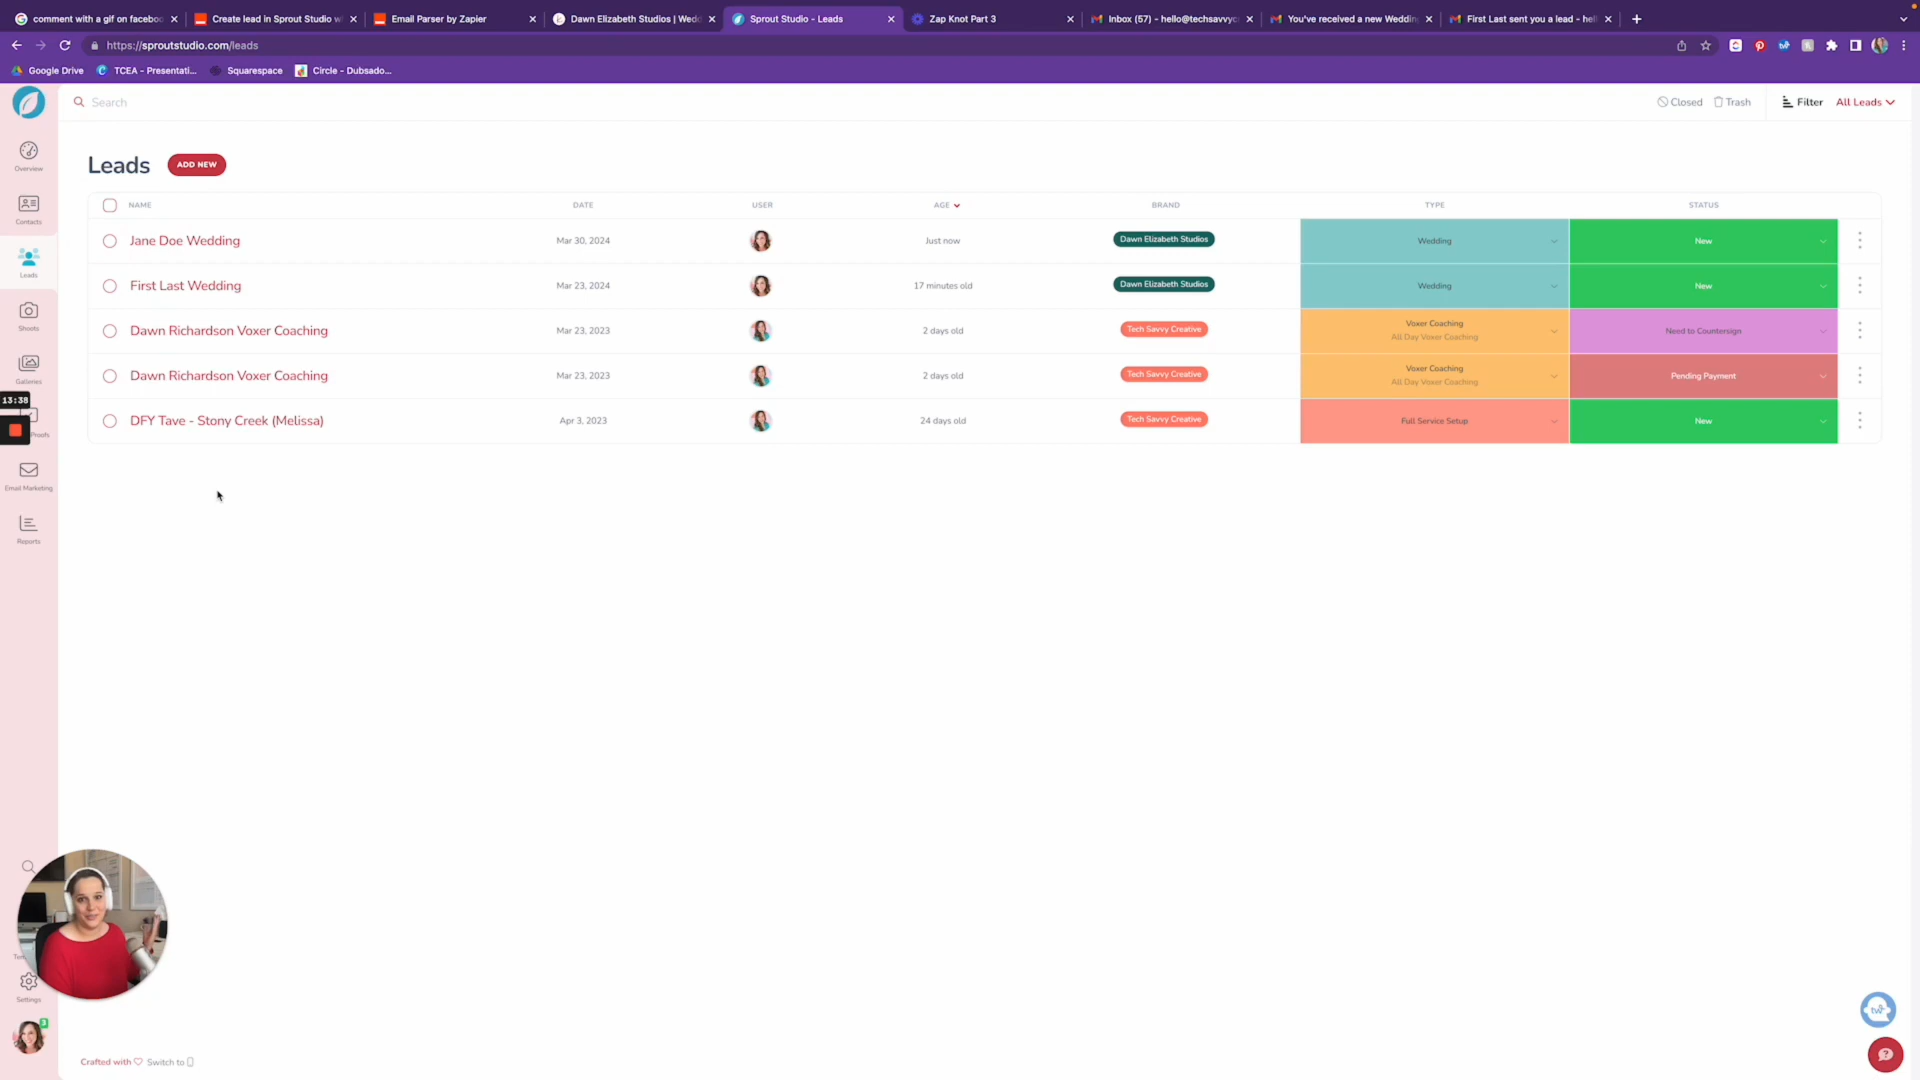 comment with a gif on faceboo
Create lead in Sprout Studio w
Email Parser by Zapier
Dawn Elizabeth Studios | Wedd
Sprout Studio - Leads
Zap Knot Part 3
Inbox (57) - hello@techsavvyc
You've received a new Weddin
First Last sent you a lead - hel
https://sproutstudio.com/leads
Google Drive
TCEA - Presentati...
Squarespace
Circle - Dubsado...
Search
Closed
Trash
Filter
All Leads
Overview
Contacts
Leads
Shoots
Galleries
13:38
Proofs
Email Marketing
Reports
Settings
3
Leads
ADD NEW
NAME DATE USER AGE BRAND TYPE STATUS
Jane Doe Wedding Mar 30, 2024 Just now Dawn Elizabeth Studios Wedding New
First Last Wedding Mar 23, 2024 17 minutes old Dawn Elizabeth Studios Wedding New
Dawn Richardson Voxer Coaching Mar 23, 2023 2 days old Tech Savvy Creative Voxer Coaching Need to Countersign
All Day Voxer Coaching
Dawn Richardson Voxer Coaching Mar 23, 2023 2 days old Tech Savvy Creative Voxer Coaching Pending Payment
All Day Voxer Coaching
DFY Tave - Stony Creek (Melissa) Apr 3, 2023 24 days old Tech Savvy Creative Full Service Setup New
tw
Crafted with
Switch to